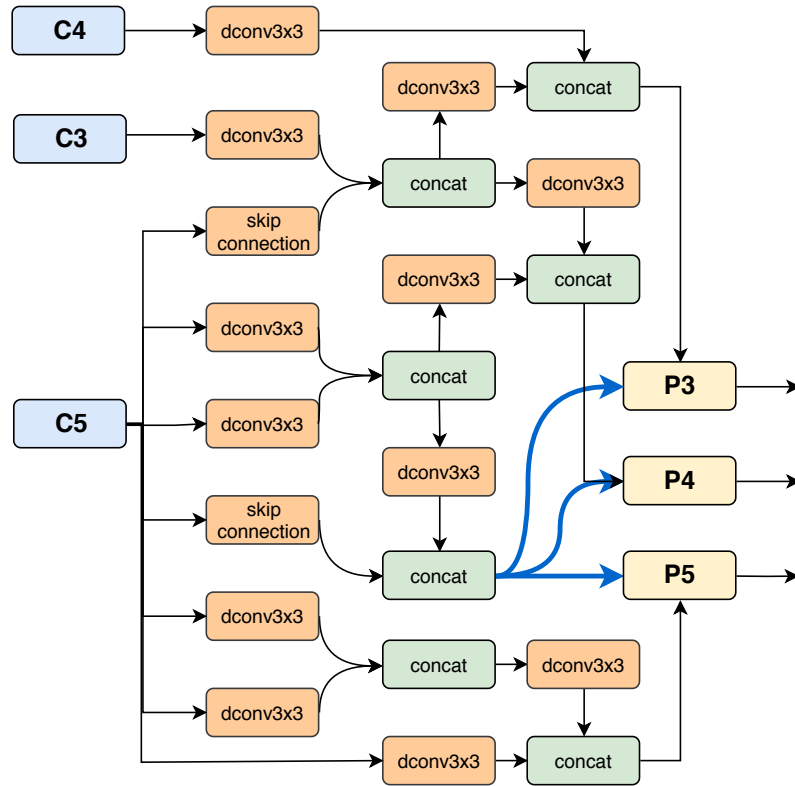 C4
dconv3x3
dconv3x3
concat
C3
dconv3x3
concat
dconv3x3
skip
connection
dconv3x3
concat
dconv3x3
concat
P3
C5
dconv3x3
dconv3x3
P4
skip
connection
concat
P5
dconv3x3
concat
dconv3x3
dconv3x3
dconv3x3
concat